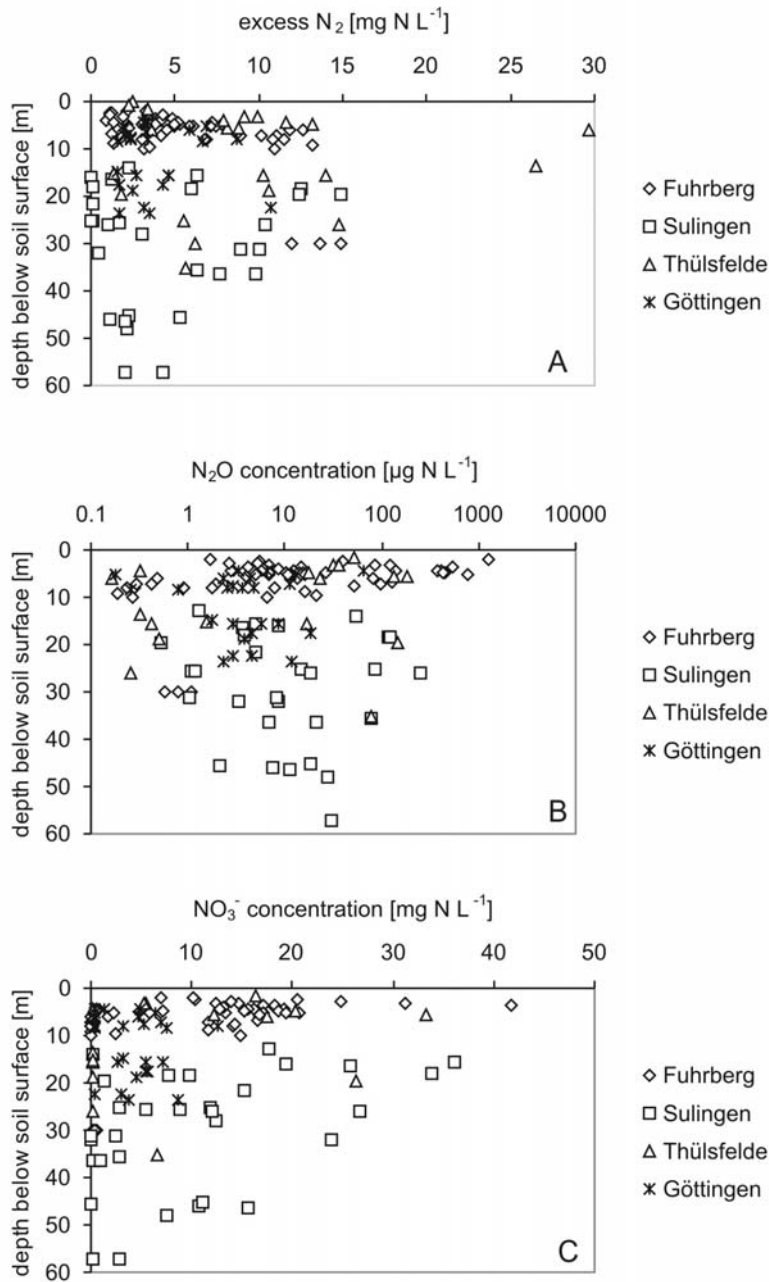 excess N₂ [mg N L⁻¹]
0 5 10 15 20 25 30
depth below soil surface [m]
0
10
20
30
40
50
60
A
Fuhrberg
Sulingen
Thülsfelde
Göttingen
N₂O concentration [µg N L⁻¹]
0.1 1 10 100 1000 10000
depth below soil surface [m]
0
10
20
30
40
50
60
B
Fuhrberg
Sulingen
Thülsfelde
Göttingen
NO₃⁻ concentration [mg N L⁻¹]
0 10 20 30 40 50
depth below soil surface [m]
0
10
20
30
40
50
60
C
Fuhrberg
Sulingen
Thülsfelde
Göttingen